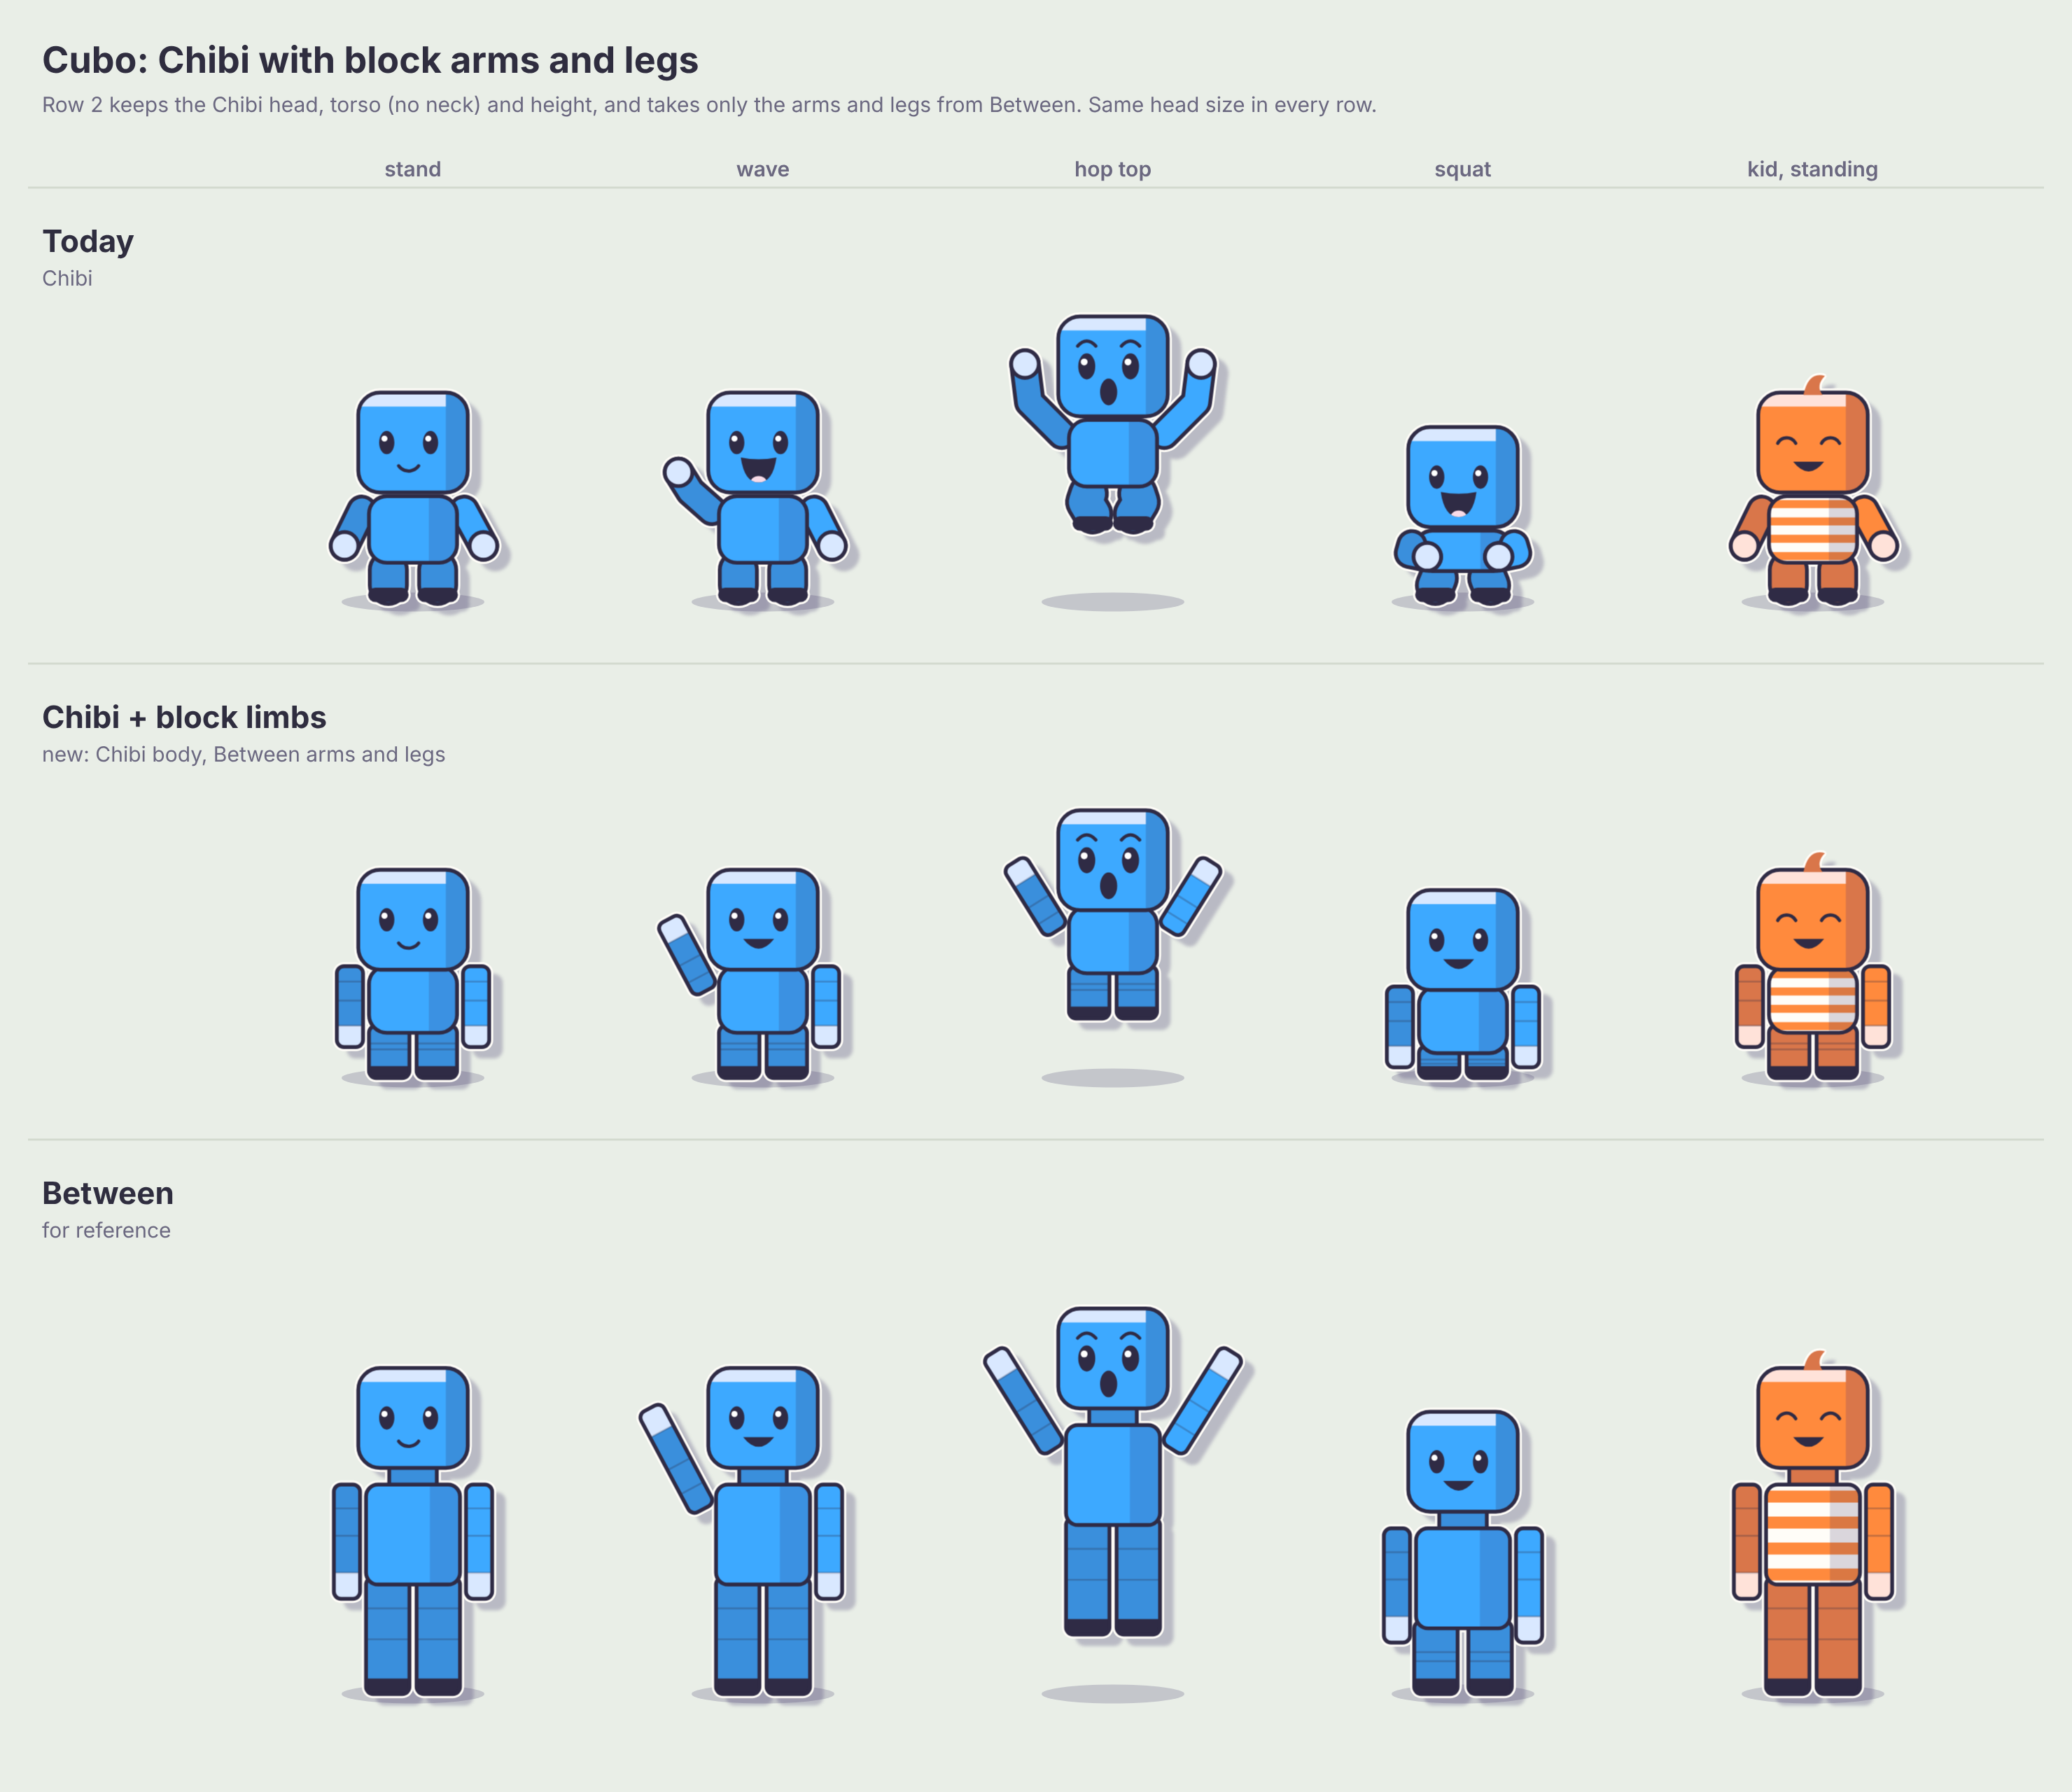 Cubo: Chibi with block arms and legs
Row 2 keeps the Chibi head, torso (no neck) and height, and takes only the arms and legs from Between. Same head size in every row.
stand wave hop top squat kid, standing
Today
Chibi
Chibi + block limbs
new: Chibi body, Between arms and legs
Between
for reference